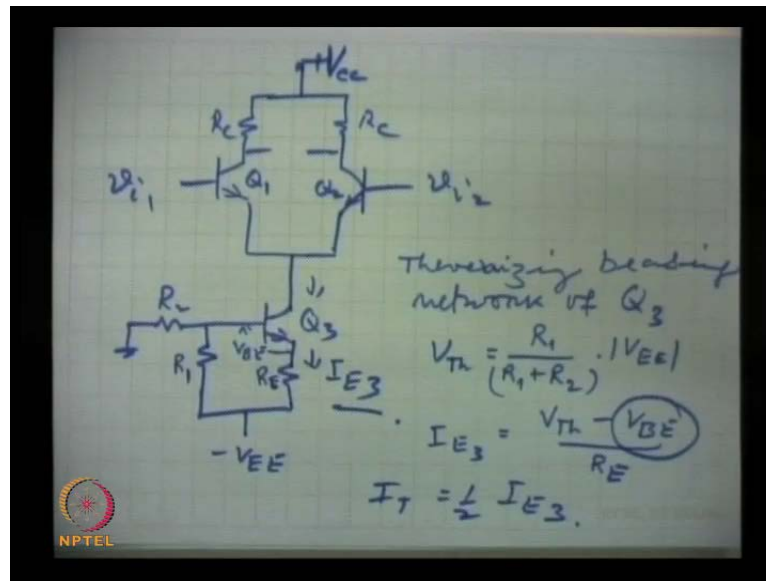 +Vcc
Rc Rc
Q1 Q2
vi1 vi2
Thevenizing
network of Q3
R2
Q3
VBE
R1 RE IE3
VTh = R1/(R1+R2) . |VEE|
-VEE
IE3 = (VTh - VBE)/RE
IT = 1/2 IE3.
NPTEL